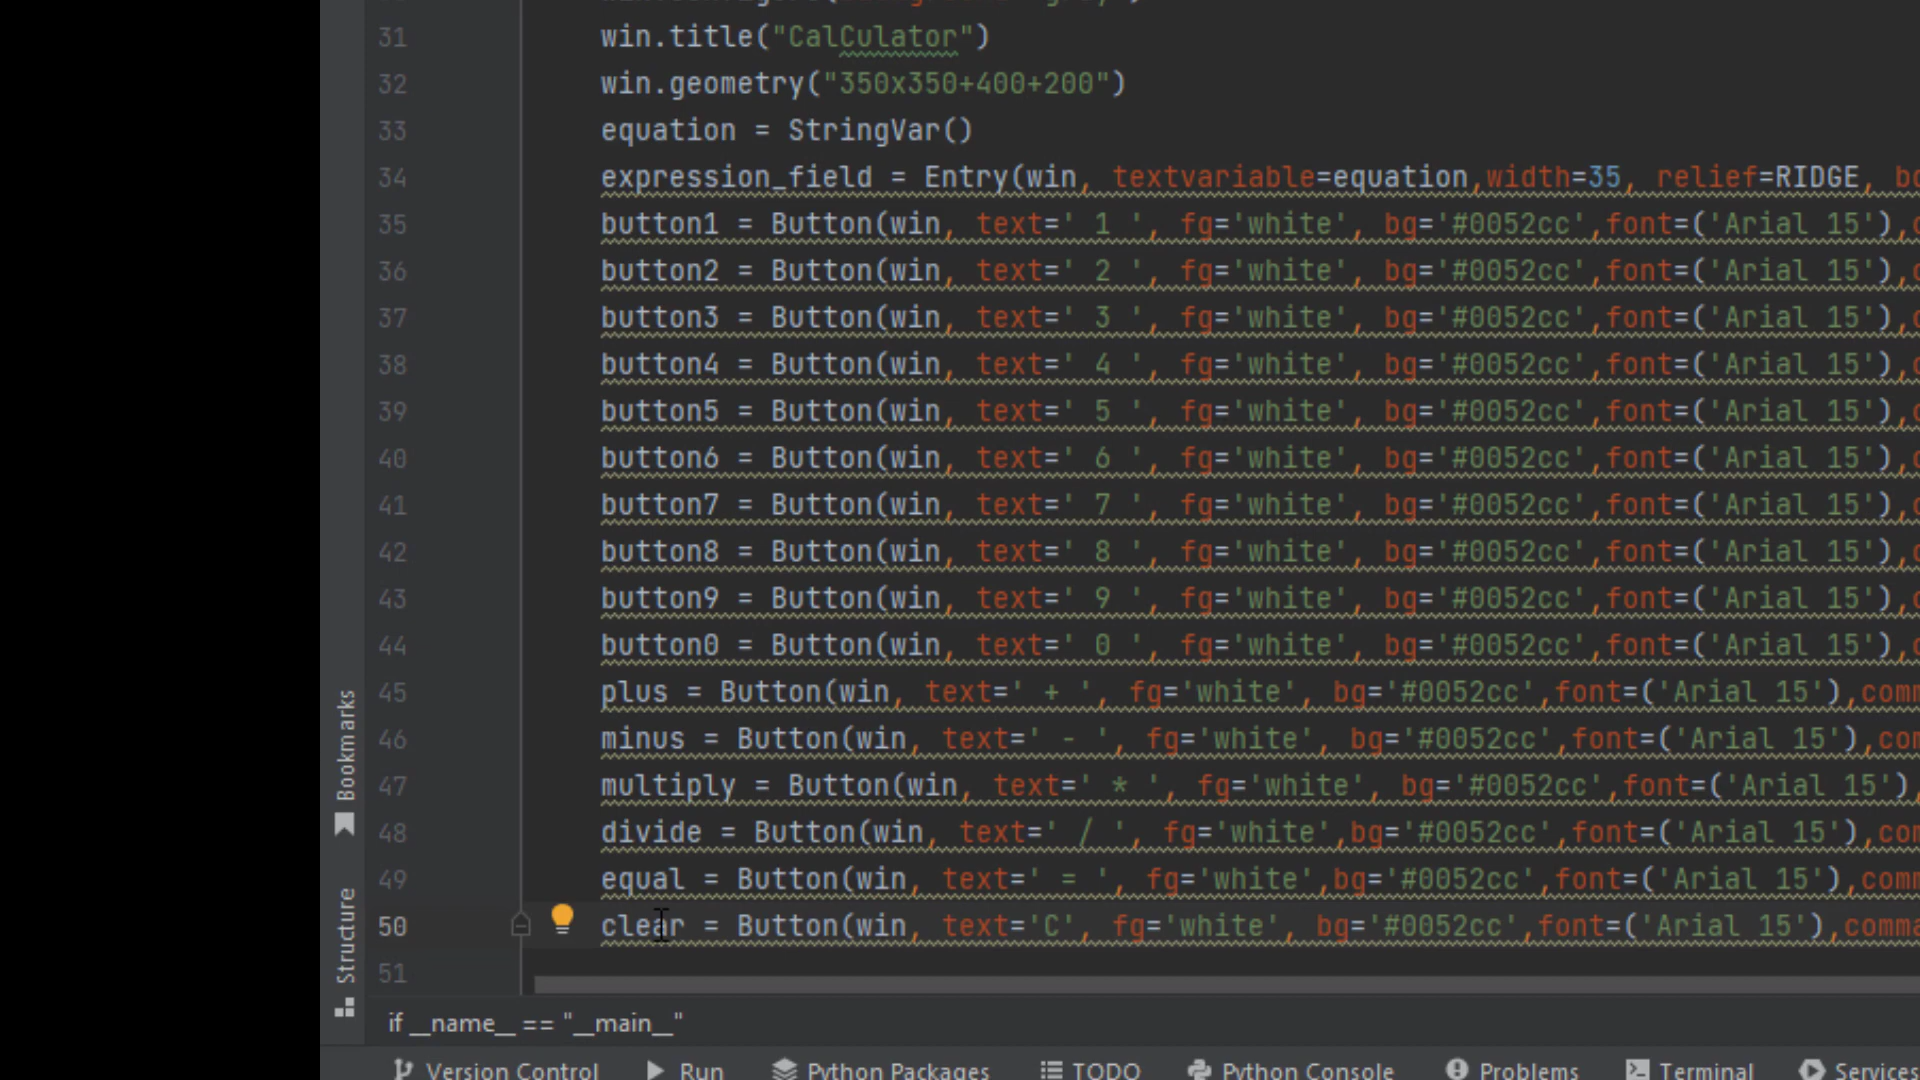 31 win.title("CalCulator")
32 win.geometry("350x350+400+200")
33 equation = StringVar()
34 expression_field = Entry(win, textvariable=equation,width=35, relief=RIDGE,
35 button1 = Button(win, text=' 1 ', fg='white', bg='#0052cc',font=('Arial 15'),
36 button2 = Button(win, text=' 2 ', fg='white', bg='#0052cc',font=('Arial 15'),
37 button3 = Button(win, text=' 3 ', fg='white', bg='#0052cc',font=('Arial 15'),
38 button4 = Button(win, text=' 4 ', fg='white', bg='#0052cc',font=('Arial 15'),
39 button5 = Button(win, text=' 5 ', fg='white', bg='#0052cc',font=('Arial 15'),
40 button6 = Button(win, text=' 6 ', fg='white', bg='#0052cc',font=('Arial 15'),
41 button7 = Button(win, text=' 7 ', fg='white', bg='#0052cc',font=('Arial 15'),
42 button8 = Button(win, text=' 8 ', fg='white', bg='#0052cc',font=('Arial 15'),
43 button9 = Button(win, text=' 9 ', fg='white', bg='#0052cc',font=('Arial 15'),
44 button0 = Button(win, text=' 0 ', fg='white', bg='#0052cc',font=('Arial 15'),
45 plus = Button(win, text=' + ', fg='white', bg='#0052cc',font=('Arial 15'),comm
46 minus = Button(win, text=' - ', fg='white', bg='#0052cc',font=('Arial 15'),com
47 multiply = Button(win, text=' * ', fg='white', bg='#0052cc',font=('Arial 15'),
48 divide = Button(win, text=' / ', fg='white',bg='#0052cc',font=('Arial 15'),com
49 equal = Button(win, text=' = ', fg='white',bg='#0052cc',font=('Arial 15'),comm
50 clear = Button(win, text='C', fg='white', bg='#0052cc',font=('Arial 15'),comma
51
Bookmarks
Structure
if __name__ == "__main__"
Version Control Run Python Packages TODO Python Console Problems Terminal Services